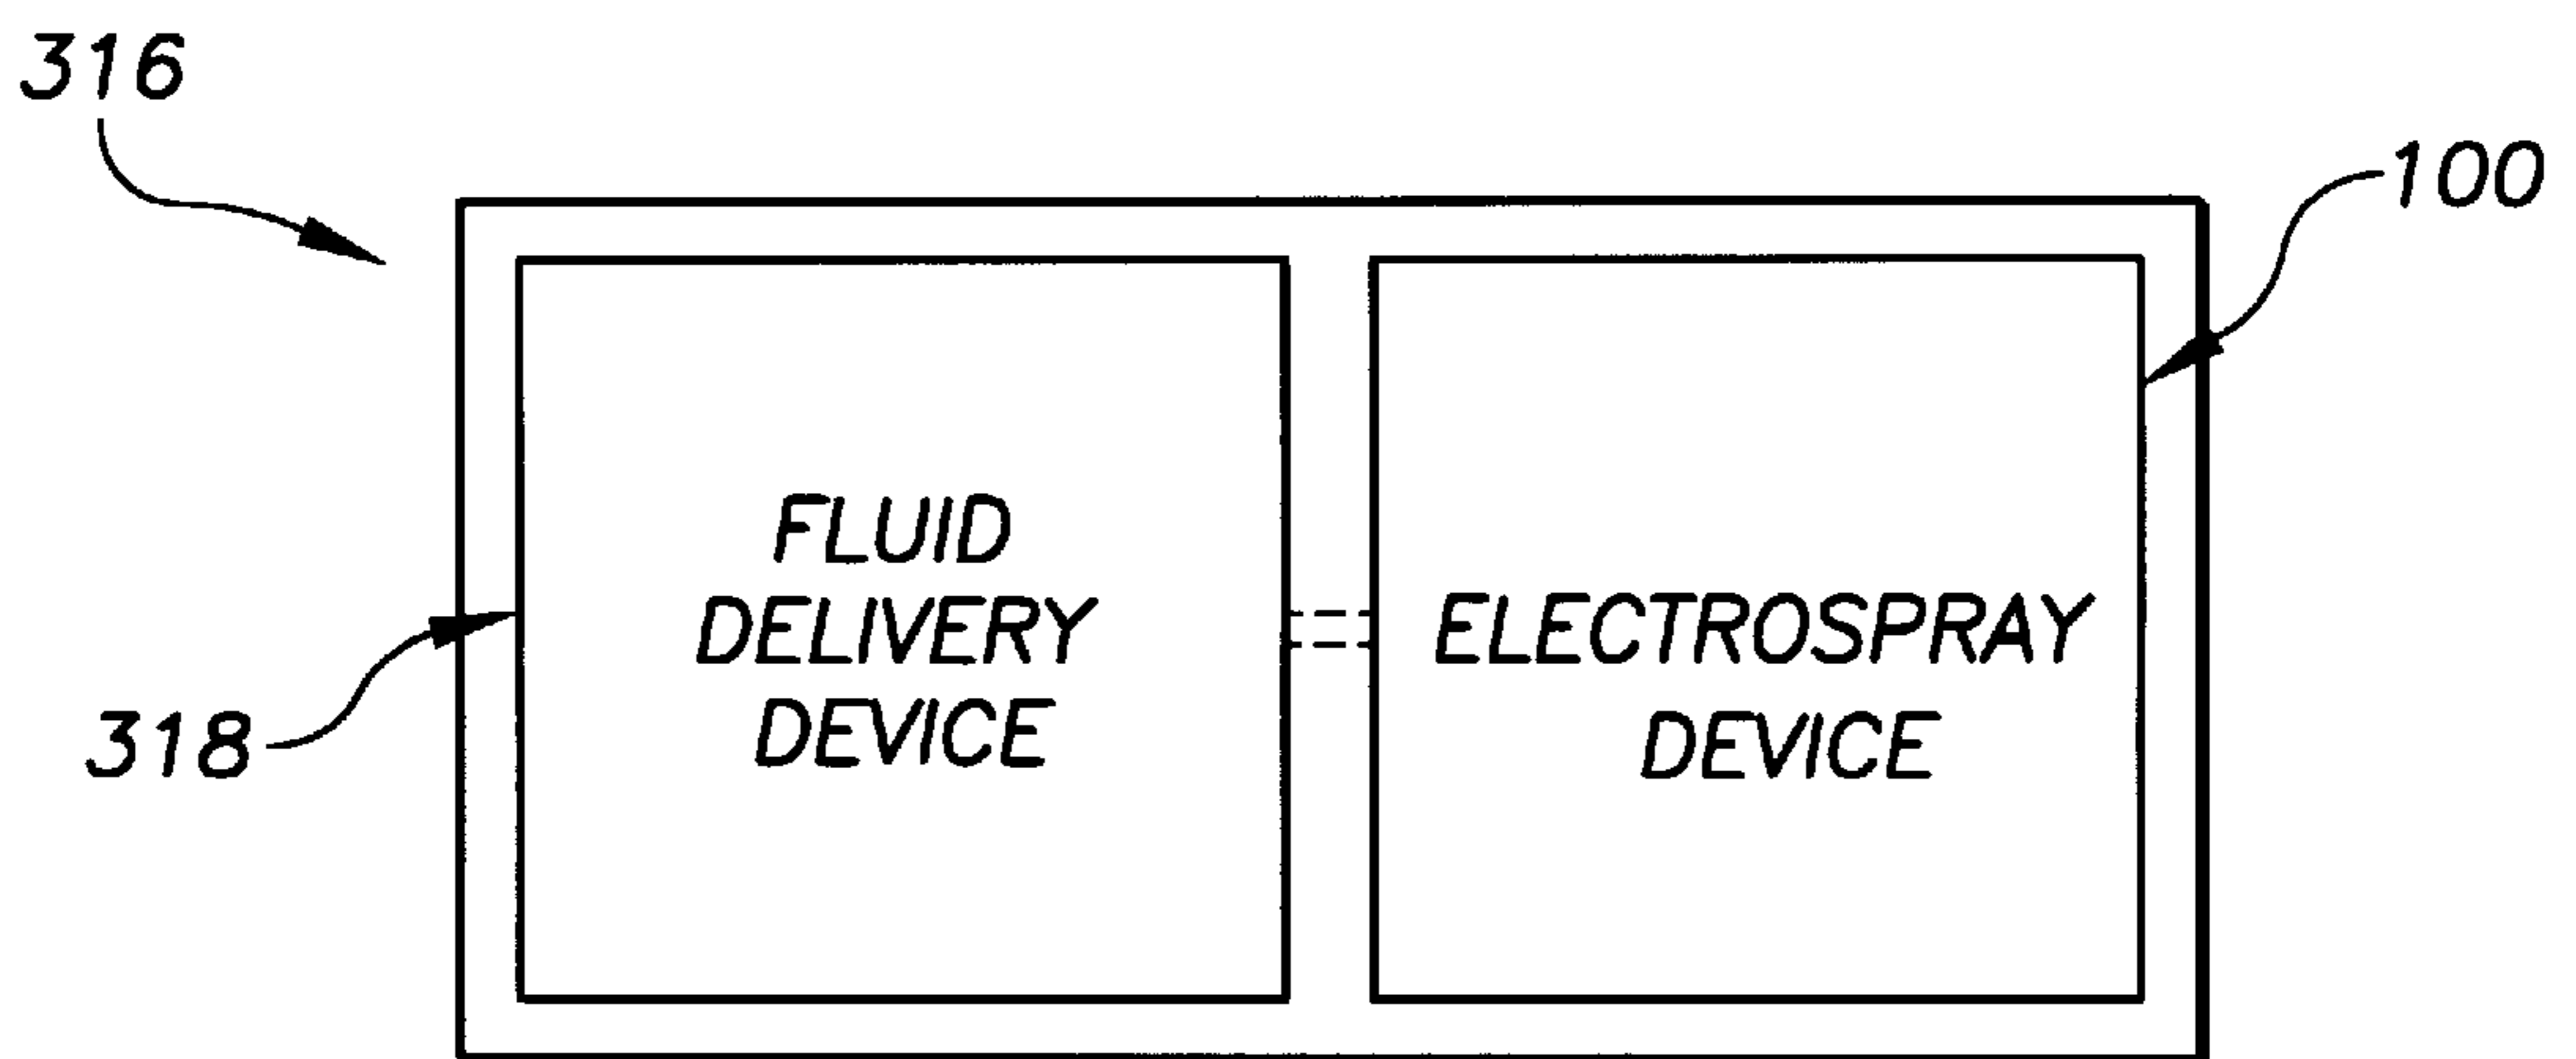 316
100
FLUID
DELIVERY
DEVICE
ELECTROSPRAY
DEVICE
318